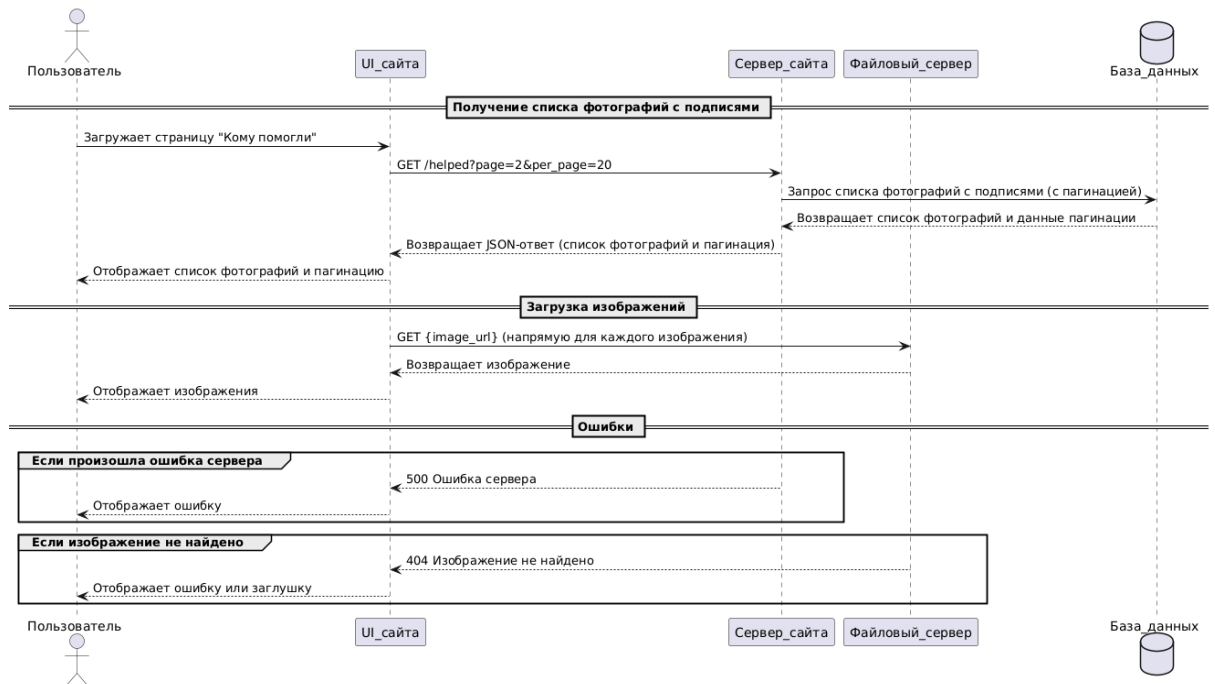 Пользователь
UI_сайта
Сервер_сайта
Файловый_сервер
База_данных
Получение списка фотографий с подписями
Загружает страницу "Кому помогли"
GET /helped?page=2&per_page=20
Запрос списка фотографий с подписями (с пагинацией)
Возвращает список фотографий и данные пагинации
Возвращает JSON-ответ (список фотографий и пагинация)
Отображает список фотографий и пагинацию
Загрузка изображений
GET {image_url} (напрямую для каждого изображения)
Возвращает изображение
Отображает изображения
Ошибки
Если произошла ошибка сервера
500 Ошибка сервера
Отображает ошибку
Если изображение не найдено
404 Изображение не найдено
Отображает ошибку или заглушку
Пользователь
UI_сайта
Сервер_сайта
Файловый_сервер
База_данных